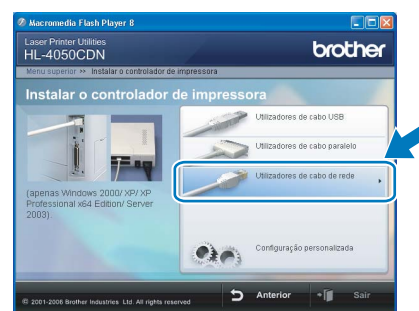 Macromedia Flash Player 8
Laser Printer Utilities
HL-4050CDN
brother
Menu superior >> Instalar o controlador de impressora
Instalar o controlador de impressora
Utilizadores de cabo USB
Utilizadores de cabo paralelo
Utilizadores de cabo de rede
(apenas Windows 2000/ XP/ XP
Professional x64 Edition/ Server
2003).
Configuração personalizada
© 2001-2006 Brother Industries Ltd. All rights reserved
Anterior
Sair